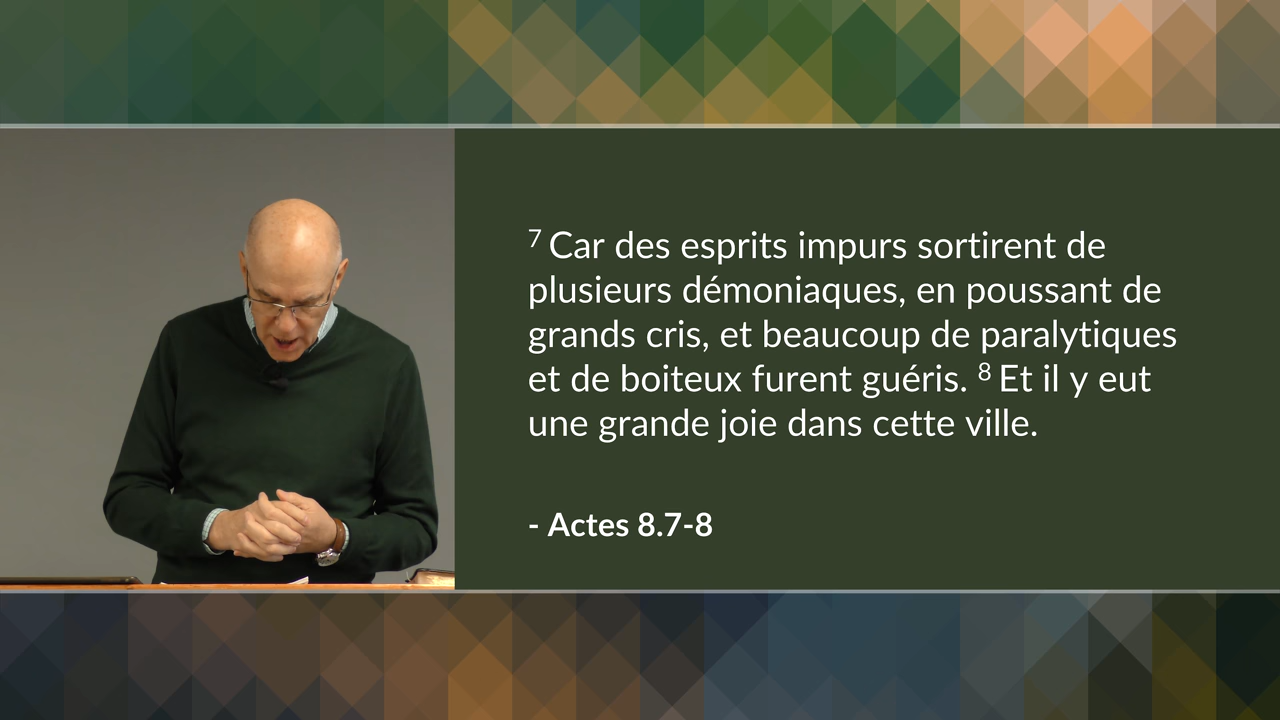 7 Car des esprits impurs sortirent de
plusieurs démoniaques, en poussant de
grands cris, et beaucoup de paralytiques
et de boiteux furent guéris. 8 Et il y eut
une grande joie dans cette ville.
- Actes 8.7-8